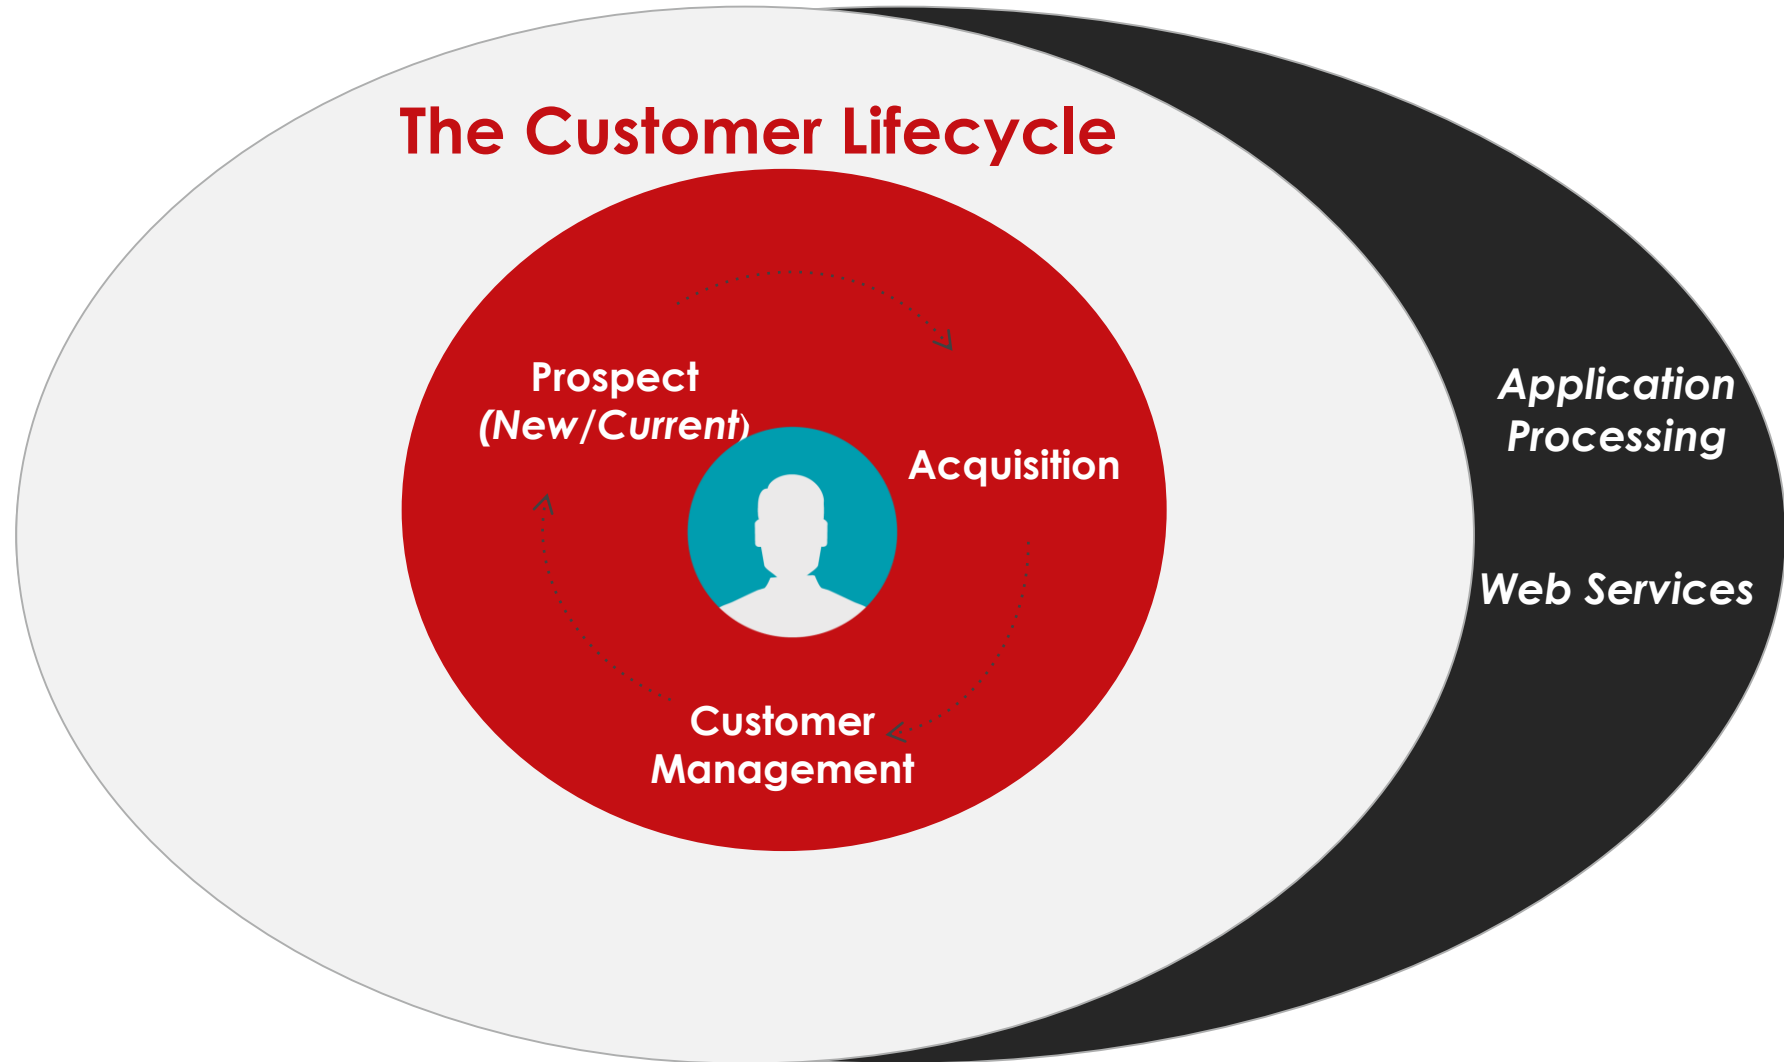 The Customer Lifecycle
Prospect
(New/Current)
Acquisition
Customer
Management
Application
Processing
Web Services